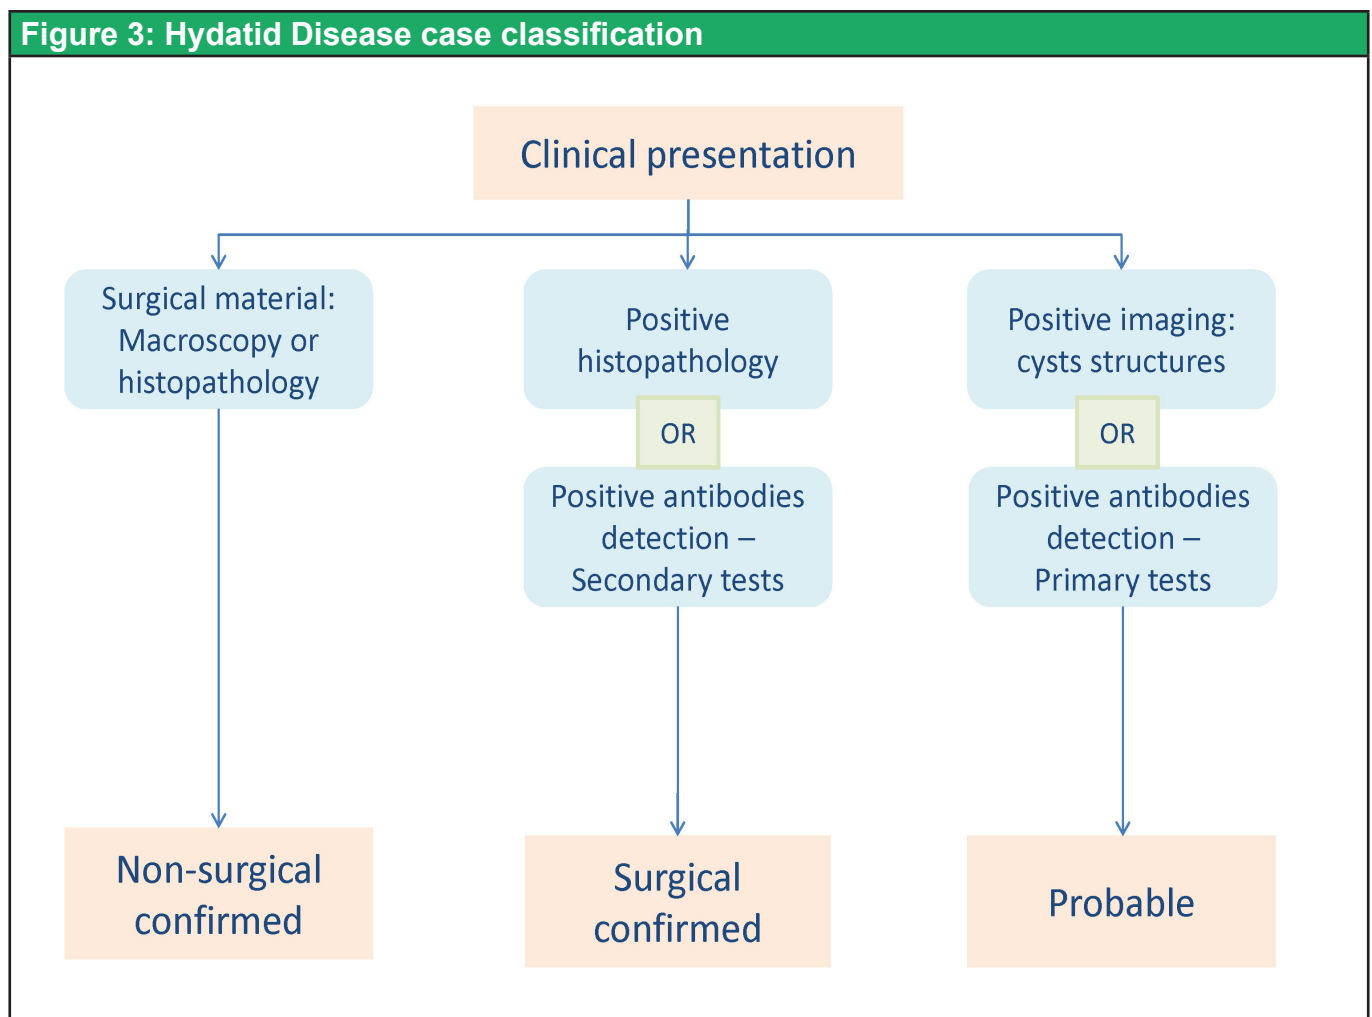 Figure 3: Hydatid Disease case classification
Clinical presentation
Surgical material:
Macroscopy or
histopathology
Positive
histopathology
OR
Positive antibodies
detection –
Secondary tests
Positive imaging:
cysts structures
OR
Positive antibodies
detection –
Primary tests
Non-surgical
confirmed
Surgical
confirmed
Probable